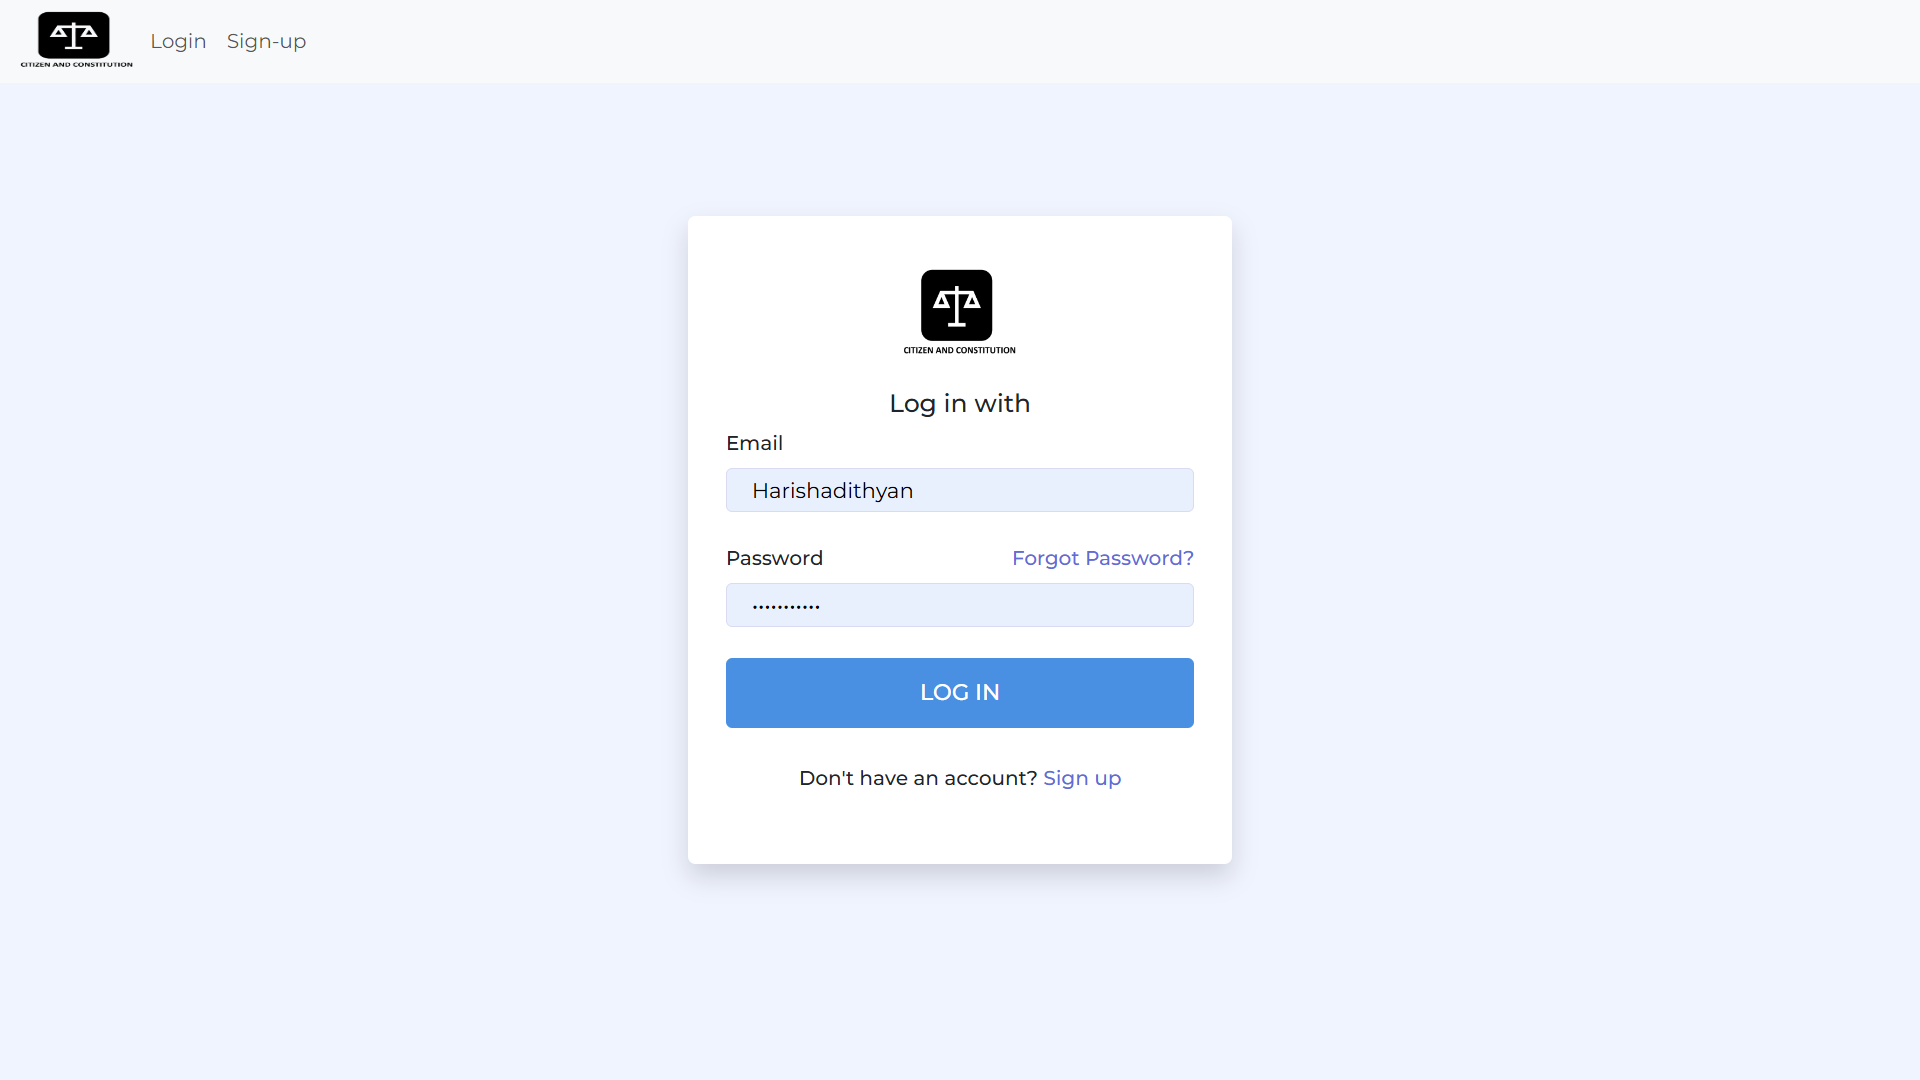 CITIZEN AND CONSTITUTION
Login Sign-up
CITIZEN AND CONSTITUTION
Log in with
Email
Harishadithyan
Password Forgot Password?
•••••••••••
LOG IN
Don't have an account? Sign up